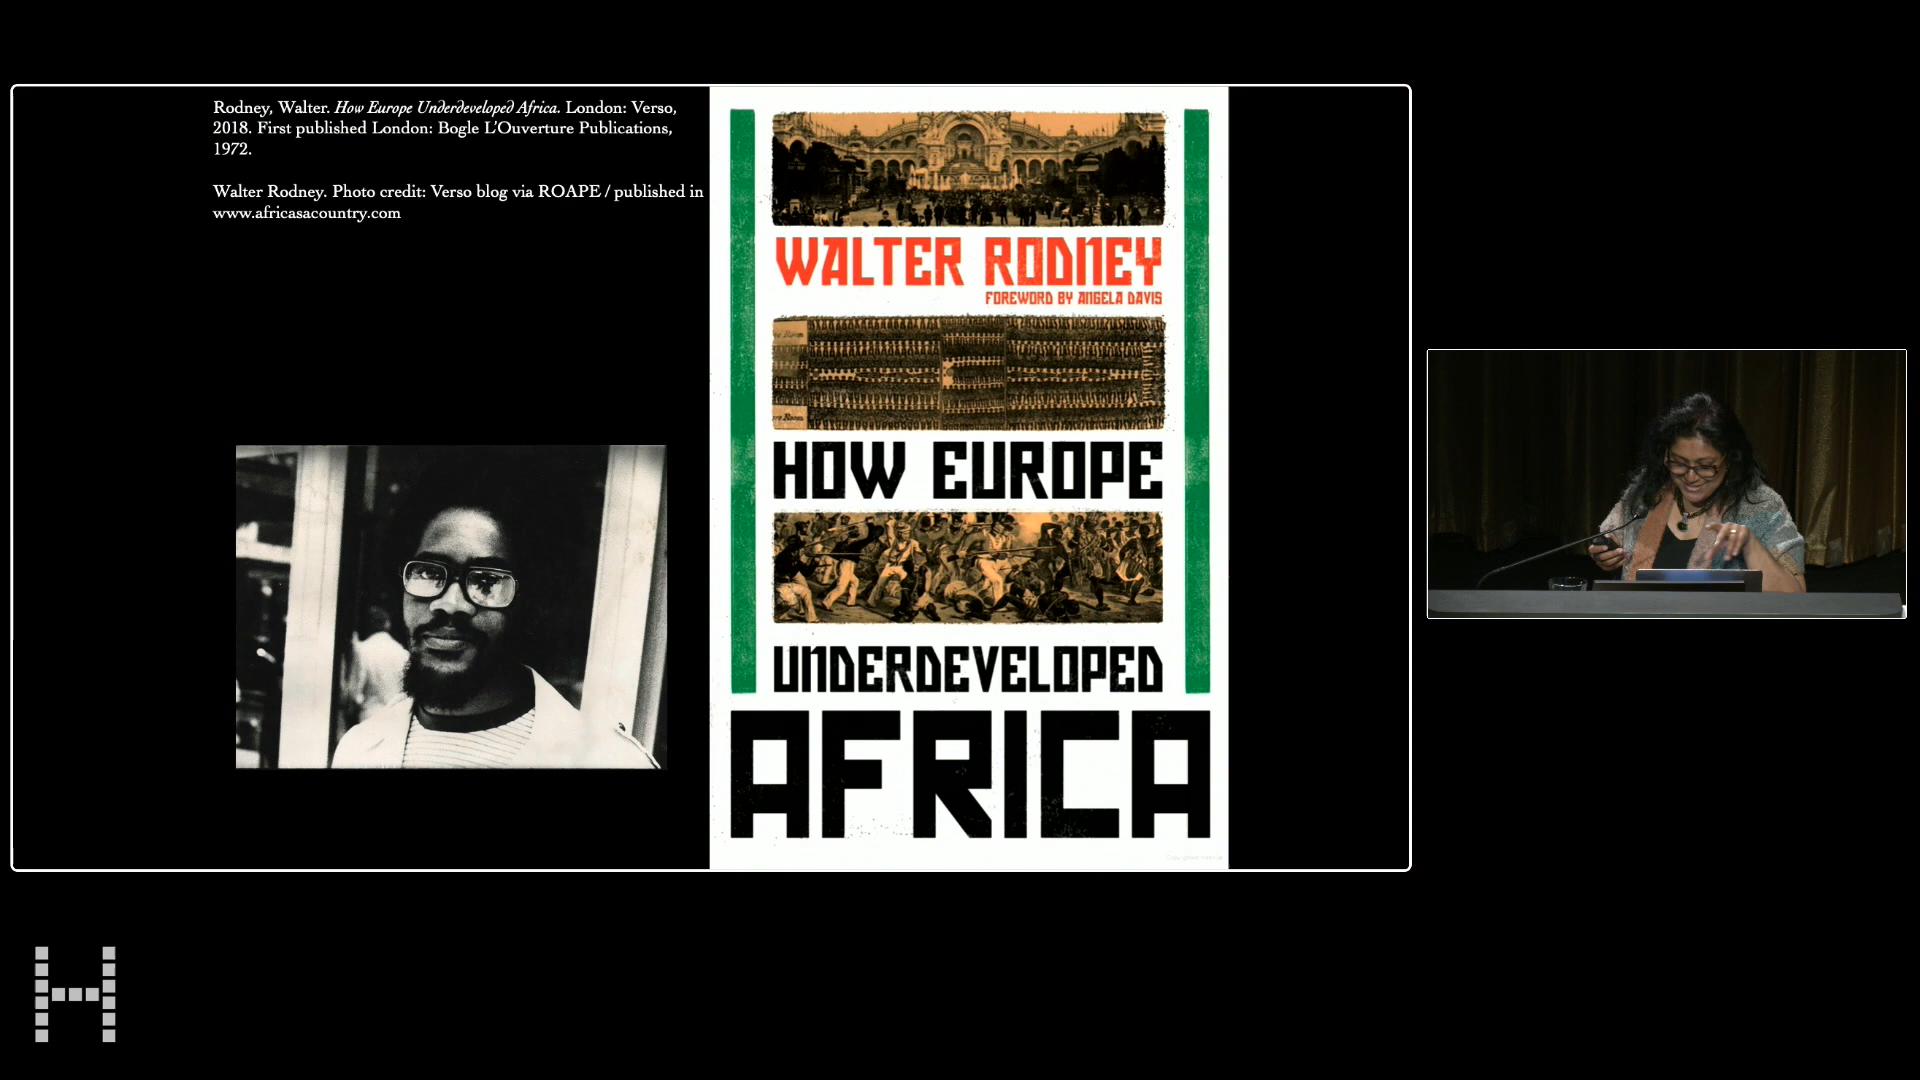 Rodney, Walter. How Europe Underdeveloped Africa. London: Verso,
2018. First published London: Bogle L’Ouverture Publications,
1972.
Walter Rodney. Photo credit: Verso blog via ROAPE / published in
www.africasacountry.com
WALTER RODNEY
FOREWORD BY ANGELA DAVIS
HOW EUROPE
UNDERDEVELOPED
AFRICA
H